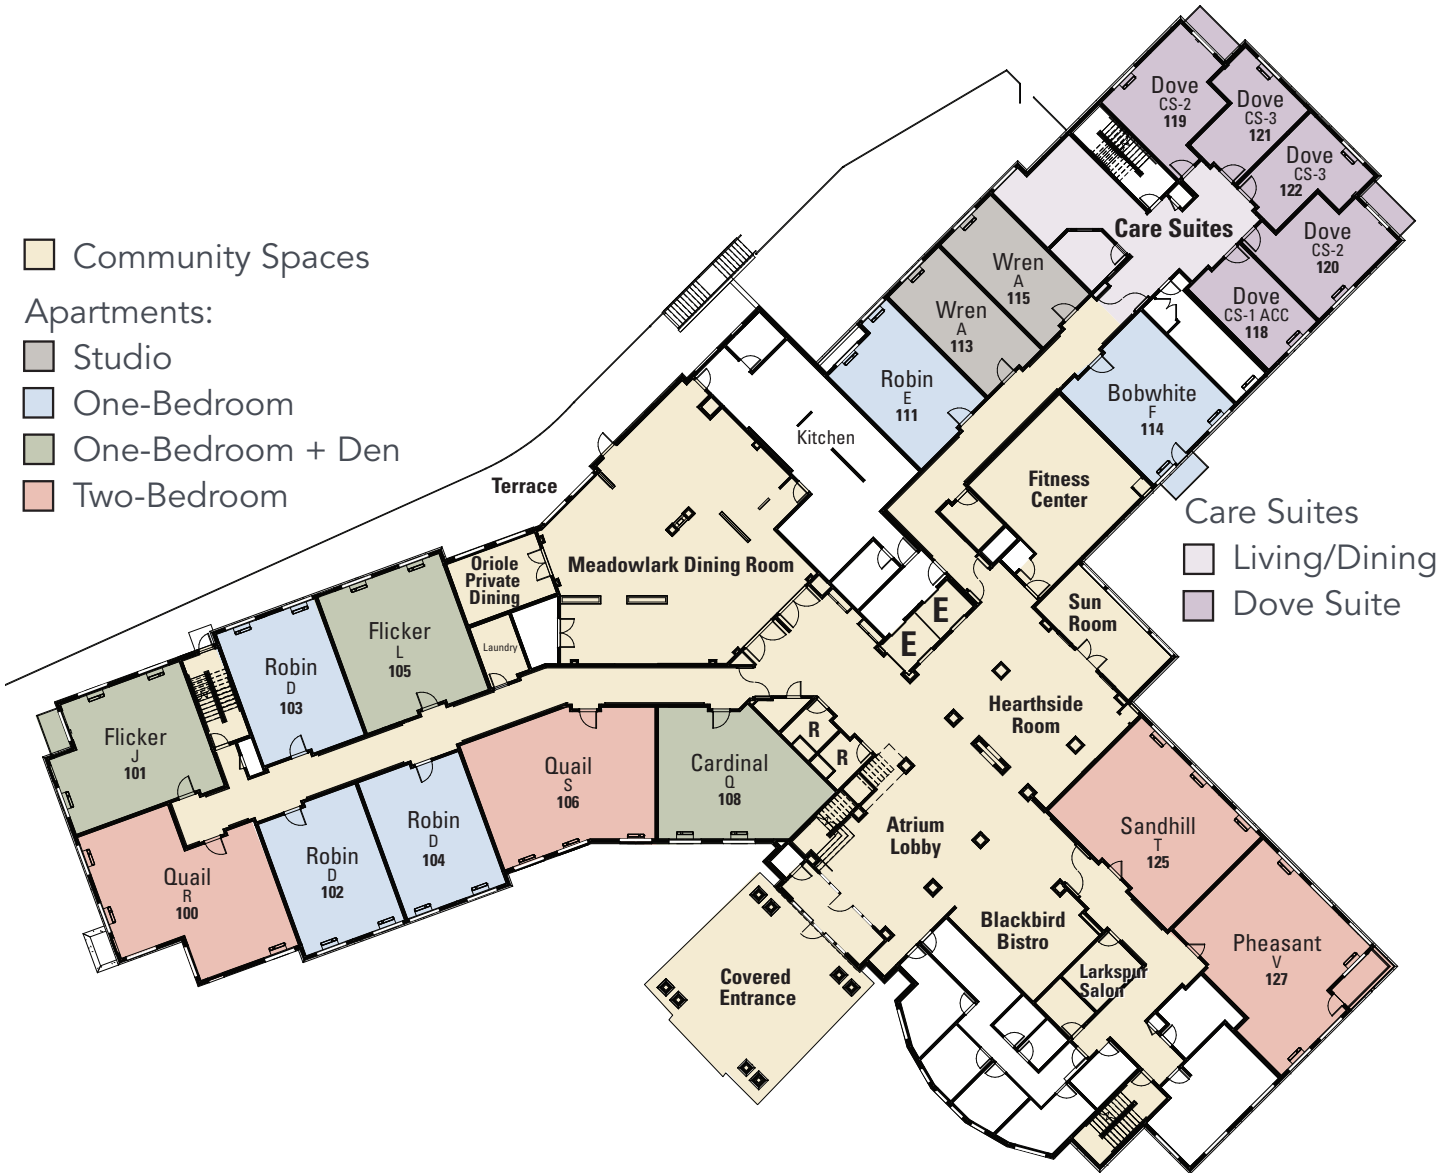 Community Spaces
Apartments:
Studio
One-Bedroom
One-Bedroom + Den
Two-Bedroom
Dove
CS-2
119
Dove
CS-3
121
Dove
CS-3
122
Dove
CS-2
120
Dove
CS-1 ACC
118
Care Suites
Wren
A
115
Wren
A
113
Robin
E
111
Bobwhite
F
114
Kitchen
Fitness
Center
Care Suites
Living/Dining
Dove Suite
Terrace
Meadowlark Dining Room
Oriole
Private
Dining
Laundry
E
E
Sun
Room
Hearthside
Room
Flicker
L
105
Robin
D
103
Flicker
J
101
Quail
R
100
Robin
D
102
Robin
D
104
Quail
S
106
Cardinal
Q
108
R
R
Atrium
Lobby
Sandhill
T
125
Pheasant
V
127
Blackbird
Bistro
Larkspur
Salon
Covered
Entrance